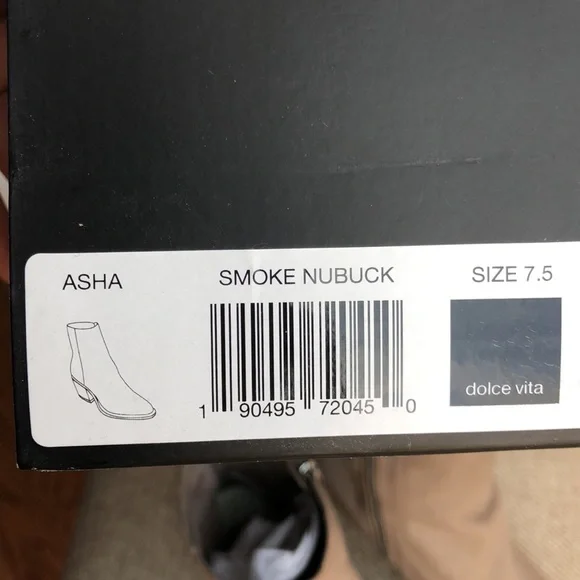 ASHA
SMOKE NUBUCK
SIZE 7.5
1 90495 72045 0
dolce vita